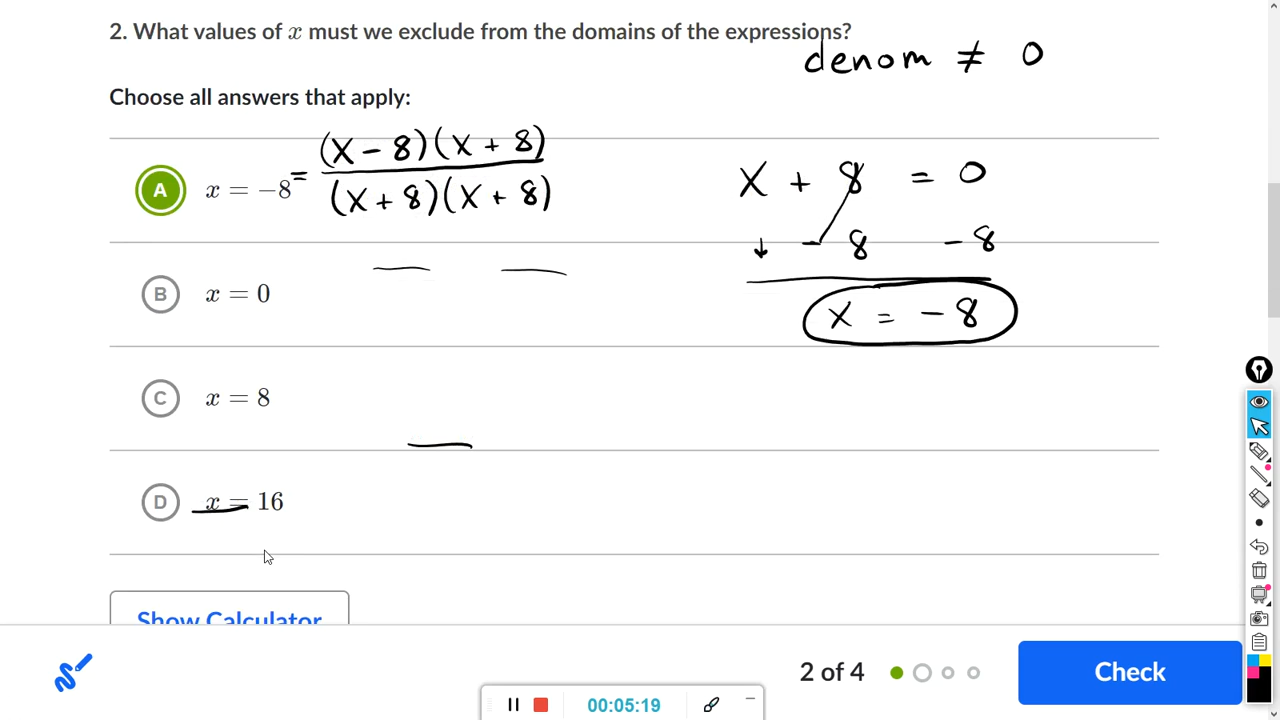 2. What values of x must we exclude from the domains of the expressions?
denom ≠ 0
Choose all answers that apply:
A x = −8
= (x - 8)(x + 8)
(x + 8)(x + 8)
x + 8 = 0
↓ - 8 - 8
x = - 8
B x = 0
C x = 8
D x = 16
Show Calculator
2 of 4
Check
00:05:19